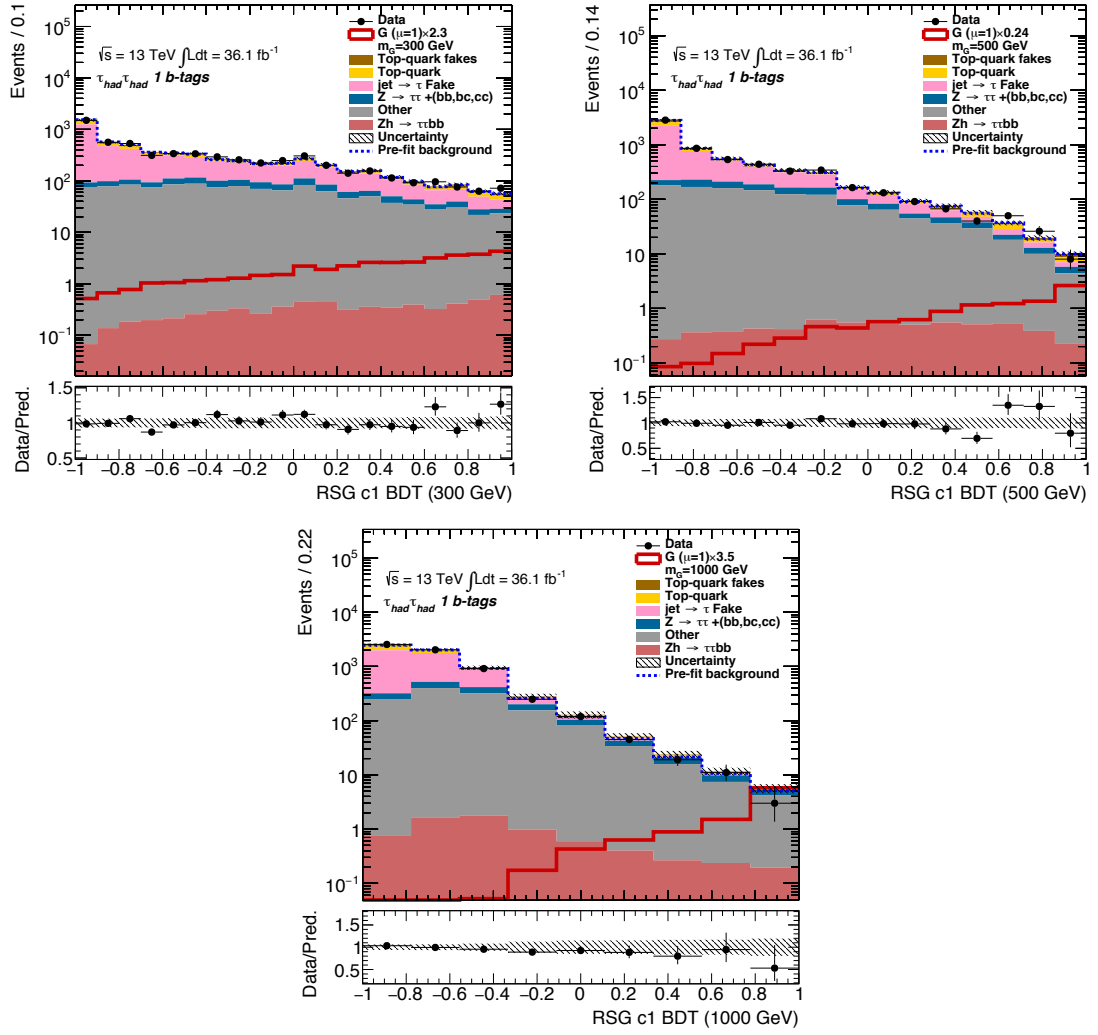 Events / 0.1
10⁵
10⁴
10³
10²
10
1
10⁻¹
√s = 13 TeV ∫Ldt = 36.1 fb⁻¹
τhadτhad 1 b-tags
Data
G (μ=1)×2.3
mG=300 GeV
Top-quark fakes
Top-quark
jet → τ Fake
Z → ττ +(bb,bc,cc)
Other
Zh → ττbb
Uncertainty
Pre-fit background
Data/Pred.
1.5
1
0.5
−1 −0.8 −0.6 −0.4 −0.2 0 0.2 0.4 0.6 0.8 1
RSG c1 BDT (300 GeV)
Events / 0.14
10⁵
10⁴
10³
10²
10
1
10⁻¹
√s = 13 TeV ∫Ldt = 36.1 fb⁻¹
τhadτhad 1 b-tags
Data
G (μ=1)×0.24
mG=500 GeV
Top-quark fakes
Top-quark
jet → τ Fake
Z → ττ +(bb,bc,cc)
Other
Zh → ττbb
Uncertainty
Pre-fit background
Data/Pred.
1.5
1
0.5
−1 −0.8 −0.6 −0.4 −0.2 0 0.2 0.4 0.6 0.8 1
RSG c1 BDT (500 GeV)
Events / 0.22
10⁵
10⁴
10³
10²
10
1
10⁻¹
√s = 13 TeV ∫Ldt = 36.1 fb⁻¹
τhadτhad 1 b-tags
Data
G (μ=1)×3.5
mG=1000 GeV
Top-quark fakes
Top-quark
jet → τ Fake
Z → ττ +(bb,bc,cc)
Other
Zh → ττbb
Uncertainty
Pre-fit background
Data/Pred.
1.5
1
0.5
−1 −0.8 −0.6 −0.4 −0.2 0 0.2 0.4 0.6 0.8 1
RSG c1 BDT (1000 GeV)